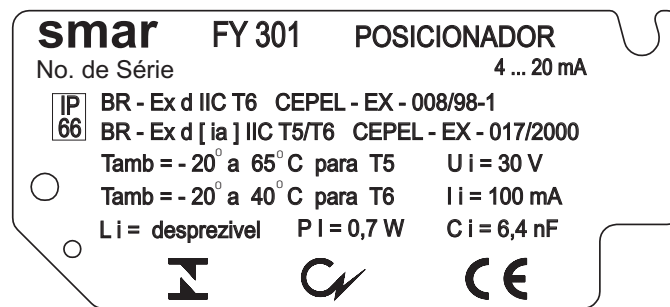 smar FY 301 POSICIONADOR
No. de Série 4 ... 20 mA
IP 66
BR - Ex d IIC T6 CEPEL - EX - 008/98-1
BR - Ex d [ ia ] IIC T5/T6 CEPEL - EX - 017/2000
Tamb = - 20° a 65° C para T5 U i = 30 V
Tamb = - 20° a 40° C para T6 I i = 100 mA
L i = desprezivel P I = 0,7 W C i = 6,4 nF
CE